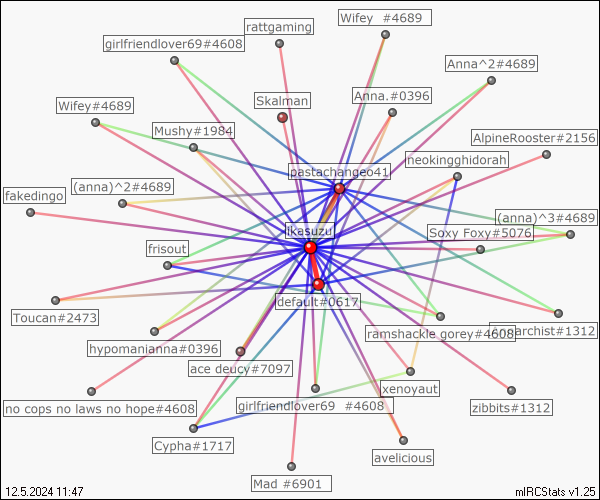 rattgaming
Wifey  #4689
girlfriendlover69#4608
Anna^2#4689
Skalman
Anna.#0396
Wifey#4689
Mushy#1984
AlpineRooster#2156
neokingghidorah
pastachangeo41
fakedingo
(anna)^2#4689
(anna)^3#4689
ikasuzu
Soxy Foxy#5076
frisout
default#0617
Toucan#2473
ramshackle gorey#4608
archist#1312
hypomanianna#0396
ace deucy#7097
xenoyaut
no cops no laws no hope#4608
girlfriendlover69  #4608
zibbits#1312
Cypha#1717
avelicious
Mad #6901
12.5.2024 11:47
mIRCStats v1.25